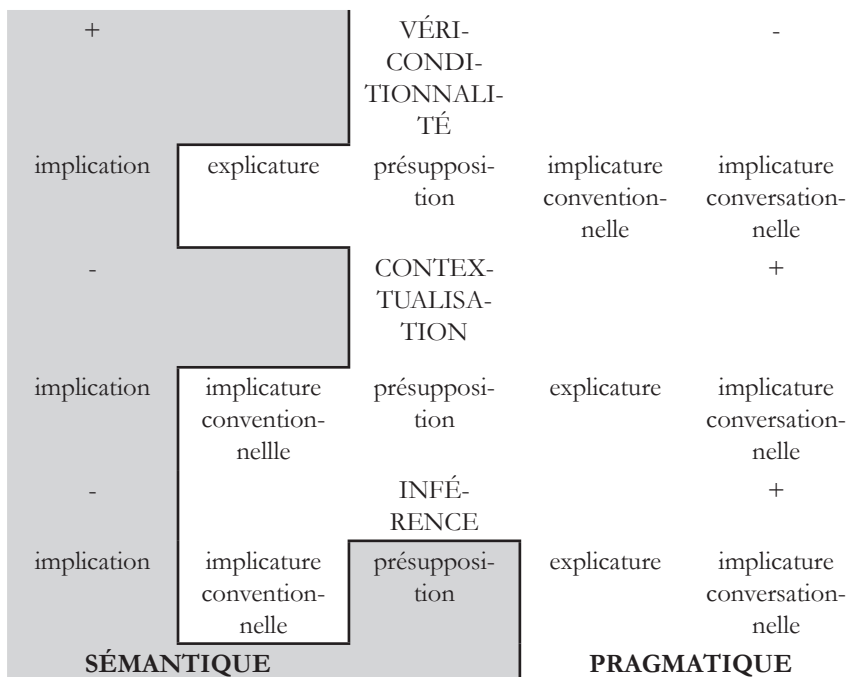 + VÉRI- -
CONDI-
TIONNALI-
TÉ
implication explicature présupposi- implicature implicature
tion convention- conversation-
nelle nelle
- CONTEX- +
TUALISA-
TION
implication implicature présupposi- explicature implicature
convention- tion conversation-
nellle nelle
- INFÉ- +
RENCE
implication implicature présupposi- explicature implicature
convention- tion conversation-
nelle nelle
SÉMANTIQUE PRAGMATIQUE